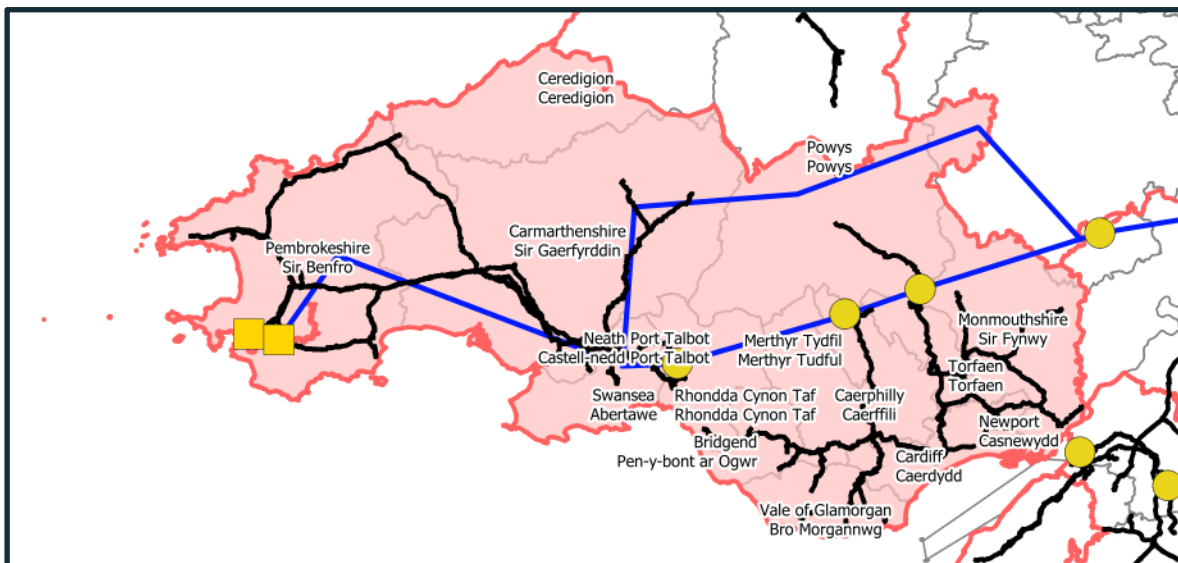 Ceredigion
Ceredigion
Powys
Powys
Carmarthenshire
Sir Gaerfyrddin
Pembrokeshire
Sir Benfro
Neath Port Talbot
Castell-nedd Port Talbot
Merthyr Tydfil
Merthyr Tudful
Monmouthshire
Sir Fynwy
Torfaen
Torfaen
Swansea
Abertawe
Rhondda Cynon Taf
Rhondda Cynon Taf
Caerphilly
Caerffili
Newport
Casnewydd
Bridgend
Pen-y-bont ar Ogwr
Cardiff
Caerdydd
Vale of Glamorgan
Bro Morgannwg